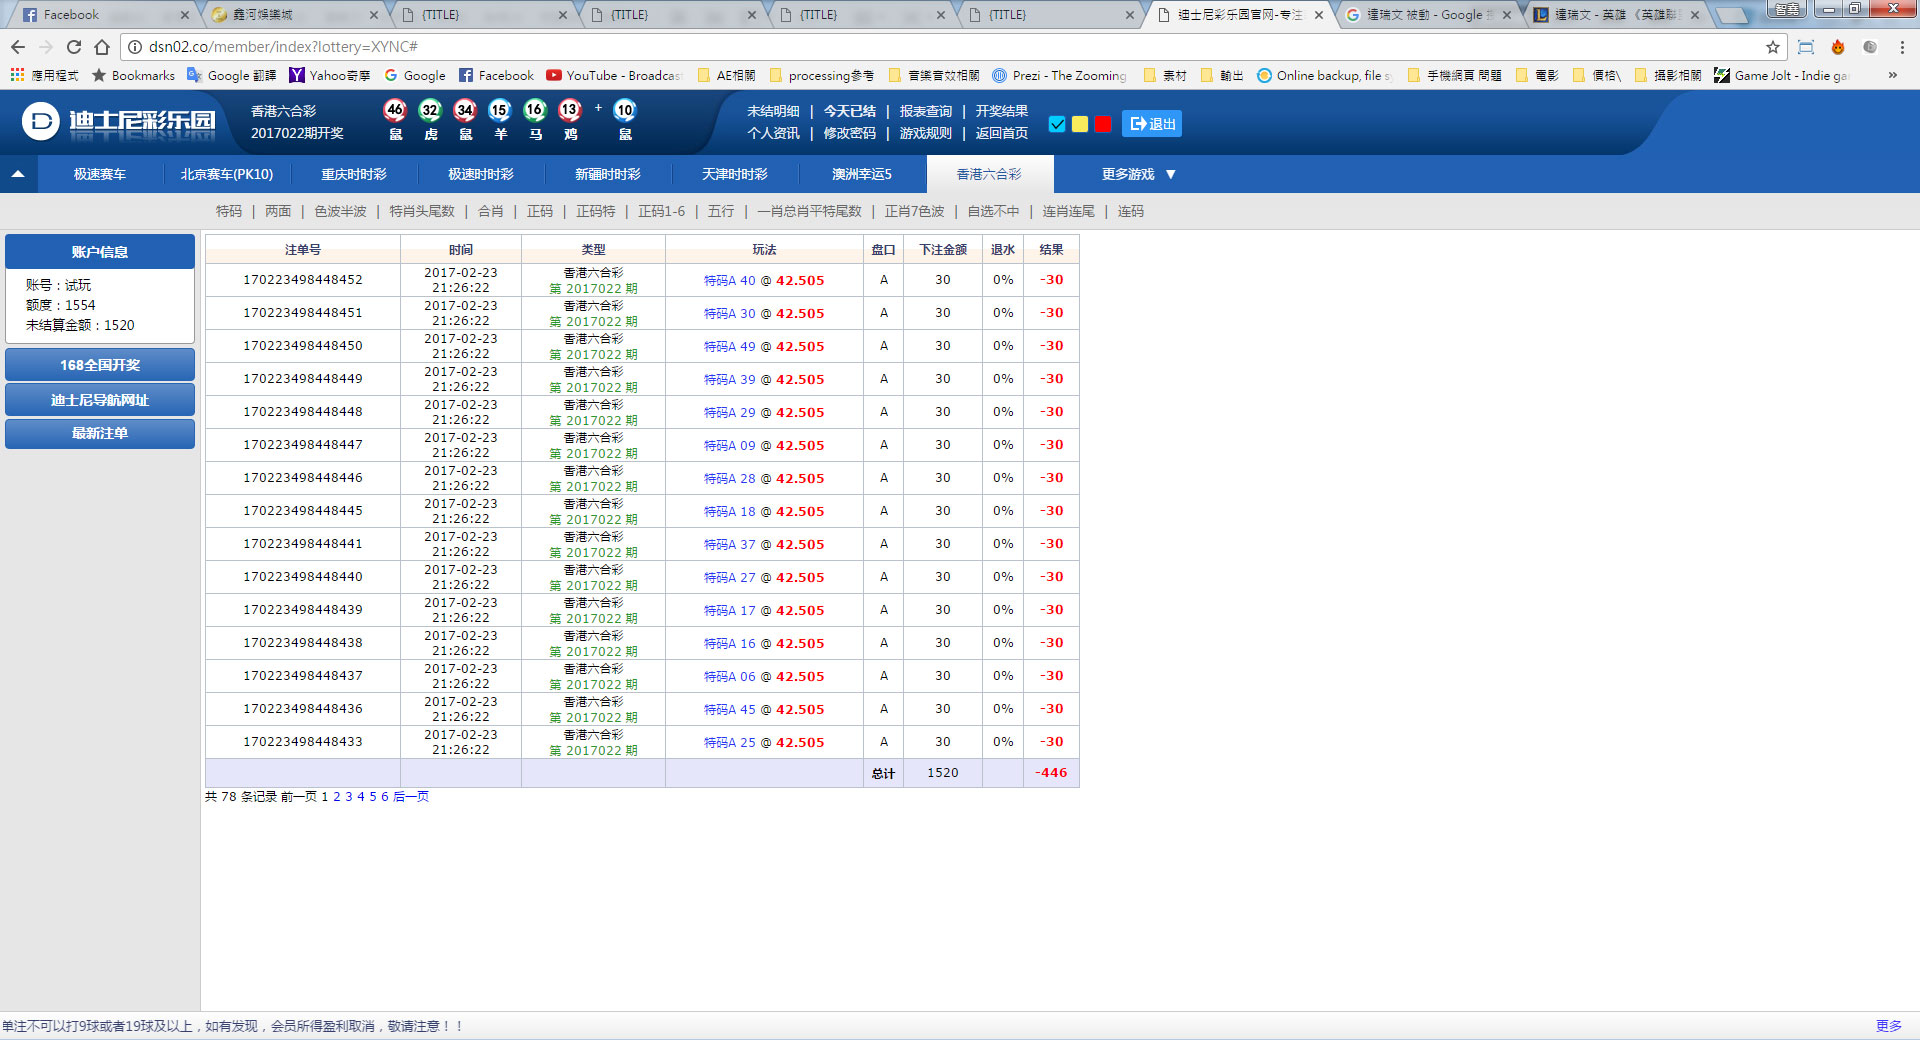 Facebook
鑫河娛樂城
{TITLE}
{TITLE}
{TITLE}
{TITLE}
迪士尼彩乐园官网-专注
達瑞文 被動 - Google
達瑞文 - 英雄 《英雄聯
智堯
dsn02.co/member/index?lottery=XYNC#
應用程式 Bookmarks Google 翻譯 Yahoo奇摩 Google Facebook YouTube - Broadcas AE相關 processing參考 音樂音效相關 Prezi - The Zooming 素材 輸出 Online backup, file s 手機網頁 問題 電影 價格\ 攝影相關 Game Jolt - Indie ga »
D 迪士尼彩乐园
香港六合彩
2017022期开奖
46 32 34 15 16 13 + 10
鼠 虎 鼠 羊 马 鸡 鼠
未结明细 | 今天已结 | 报表查询 | 开奖结果
个人资讯 | 修改密码 | 游戏规则 | 返回首页
退出
极速赛车 北京赛车(PK10) 重庆时时彩 极速时时彩 新疆时时彩 天津时时彩 澳洲幸运5 香港六合彩 更多游戏 ▼
特码 | 两面 | 色波半波 | 特肖头尾数 | 合肖 | 正码 | 正码特 | 正码1-6 | 五行 | 一肖总肖平特尾数 | 正肖7色波 | 自选不中 | 连肖连尾 | 连码
账户信息
账号：试玩
额度：1554
未结算金额：1520
168全国开奖
迪士尼导航网址
最新注单
注单号 时间 类型 玩法 盘口 下注金额 退水 结果
170223498448452 2017-02-23 21:26:22 香港六合彩 第 2017022 期 特码A 40 @ 42.505 A 30 0% -30
170223498448451 2017-02-23 21:26:22 香港六合彩 第 2017022 期 特码A 30 @ 42.505 A 30 0% -30
170223498448450 2017-02-23 21:26:22 香港六合彩 第 2017022 期 特码A 49 @ 42.505 A 30 0% -30
170223498448449 2017-02-23 21:26:22 香港六合彩 第 2017022 期 特码A 39 @ 42.505 A 30 0% -30
170223498448448 2017-02-23 21:26:22 香港六合彩 第 2017022 期 特码A 29 @ 42.505 A 30 0% -30
170223498448447 2017-02-23 21:26:22 香港六合彩 第 2017022 期 特码A 09 @ 42.505 A 30 0% -30
170223498448446 2017-02-23 21:26:22 香港六合彩 第 2017022 期 特码A 28 @ 42.505 A 30 0% -30
170223498448445 2017-02-23 21:26:22 香港六合彩 第 2017022 期 特码A 18 @ 42.505 A 30 0% -30
170223498448441 2017-02-23 21:26:22 香港六合彩 第 2017022 期 特码A 37 @ 42.505 A 30 0% -30
170223498448440 2017-02-23 21:26:22 香港六合彩 第 2017022 期 特码A 27 @ 42.505 A 30 0% -30
170223498448439 2017-02-23 21:26:22 香港六合彩 第 2017022 期 特码A 17 @ 42.505 A 30 0% -30
170223498448438 2017-02-23 21:26:22 香港六合彩 第 2017022 期 特码A 16 @ 42.505 A 30 0% -30
170223498448437 2017-02-23 21:26:22 香港六合彩 第 2017022 期 特码A 06 @ 42.505 A 30 0% -30
170223498448436 2017-02-23 21:26:22 香港六合彩 第 2017022 期 特码A 45 @ 42.505 A 30 0% -30
170223498448433 2017-02-23 21:26:22 香港六合彩 第 2017022 期 特码A 25 @ 42.505 A 30 0% -30
总计 1520 -446
共 78 条记录 前一页 1 2 3 4 5 6 后一页
单注不可以打9球或者19球及以上，如有发现，会员所得盈利取消，敬请注意！！
更多